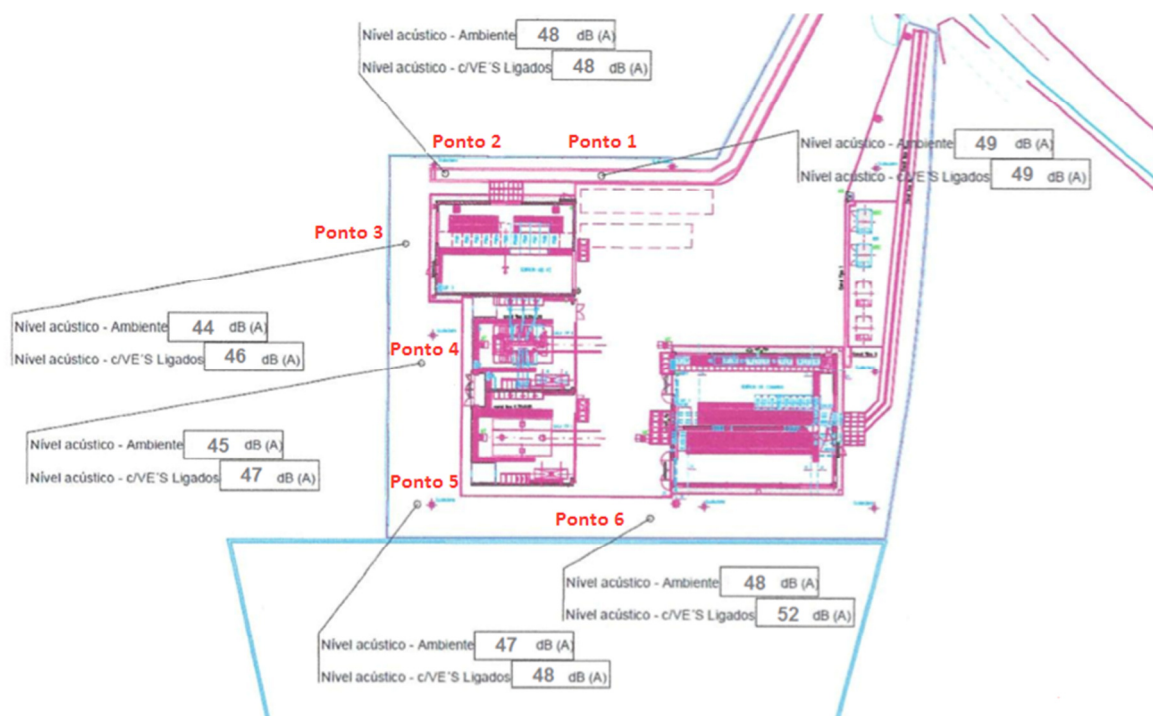 Nível acústico - Ambiente 48 dB (A)
Nível acústico - c/VE´S Ligados 48 dB (A)
Ponto 2
Ponto 1
Nível acústico - Ambiente 49 dB (A)
Nível acústico - c/VE´S Ligados 49 dB (A)
Ponto 3
Nível acústico - Ambiente 44 dB (A)
Nível acústico - c/VE´S Ligados 46 dB (A)
Ponto 4
Nível acústico - Ambiente 45 dB (A)
Nível acústico - c/VE´S Ligados 47 dB (A)
Ponto 5
Ponto 6
Nível acústico - Ambiente 48 dB (A)
Nível acústico - c/VE´S Ligados 52 dB (A)
Nível acústico - Ambiente 47 dB (A)
Nível acústico - c/VE´S Ligados 48 dB (A)